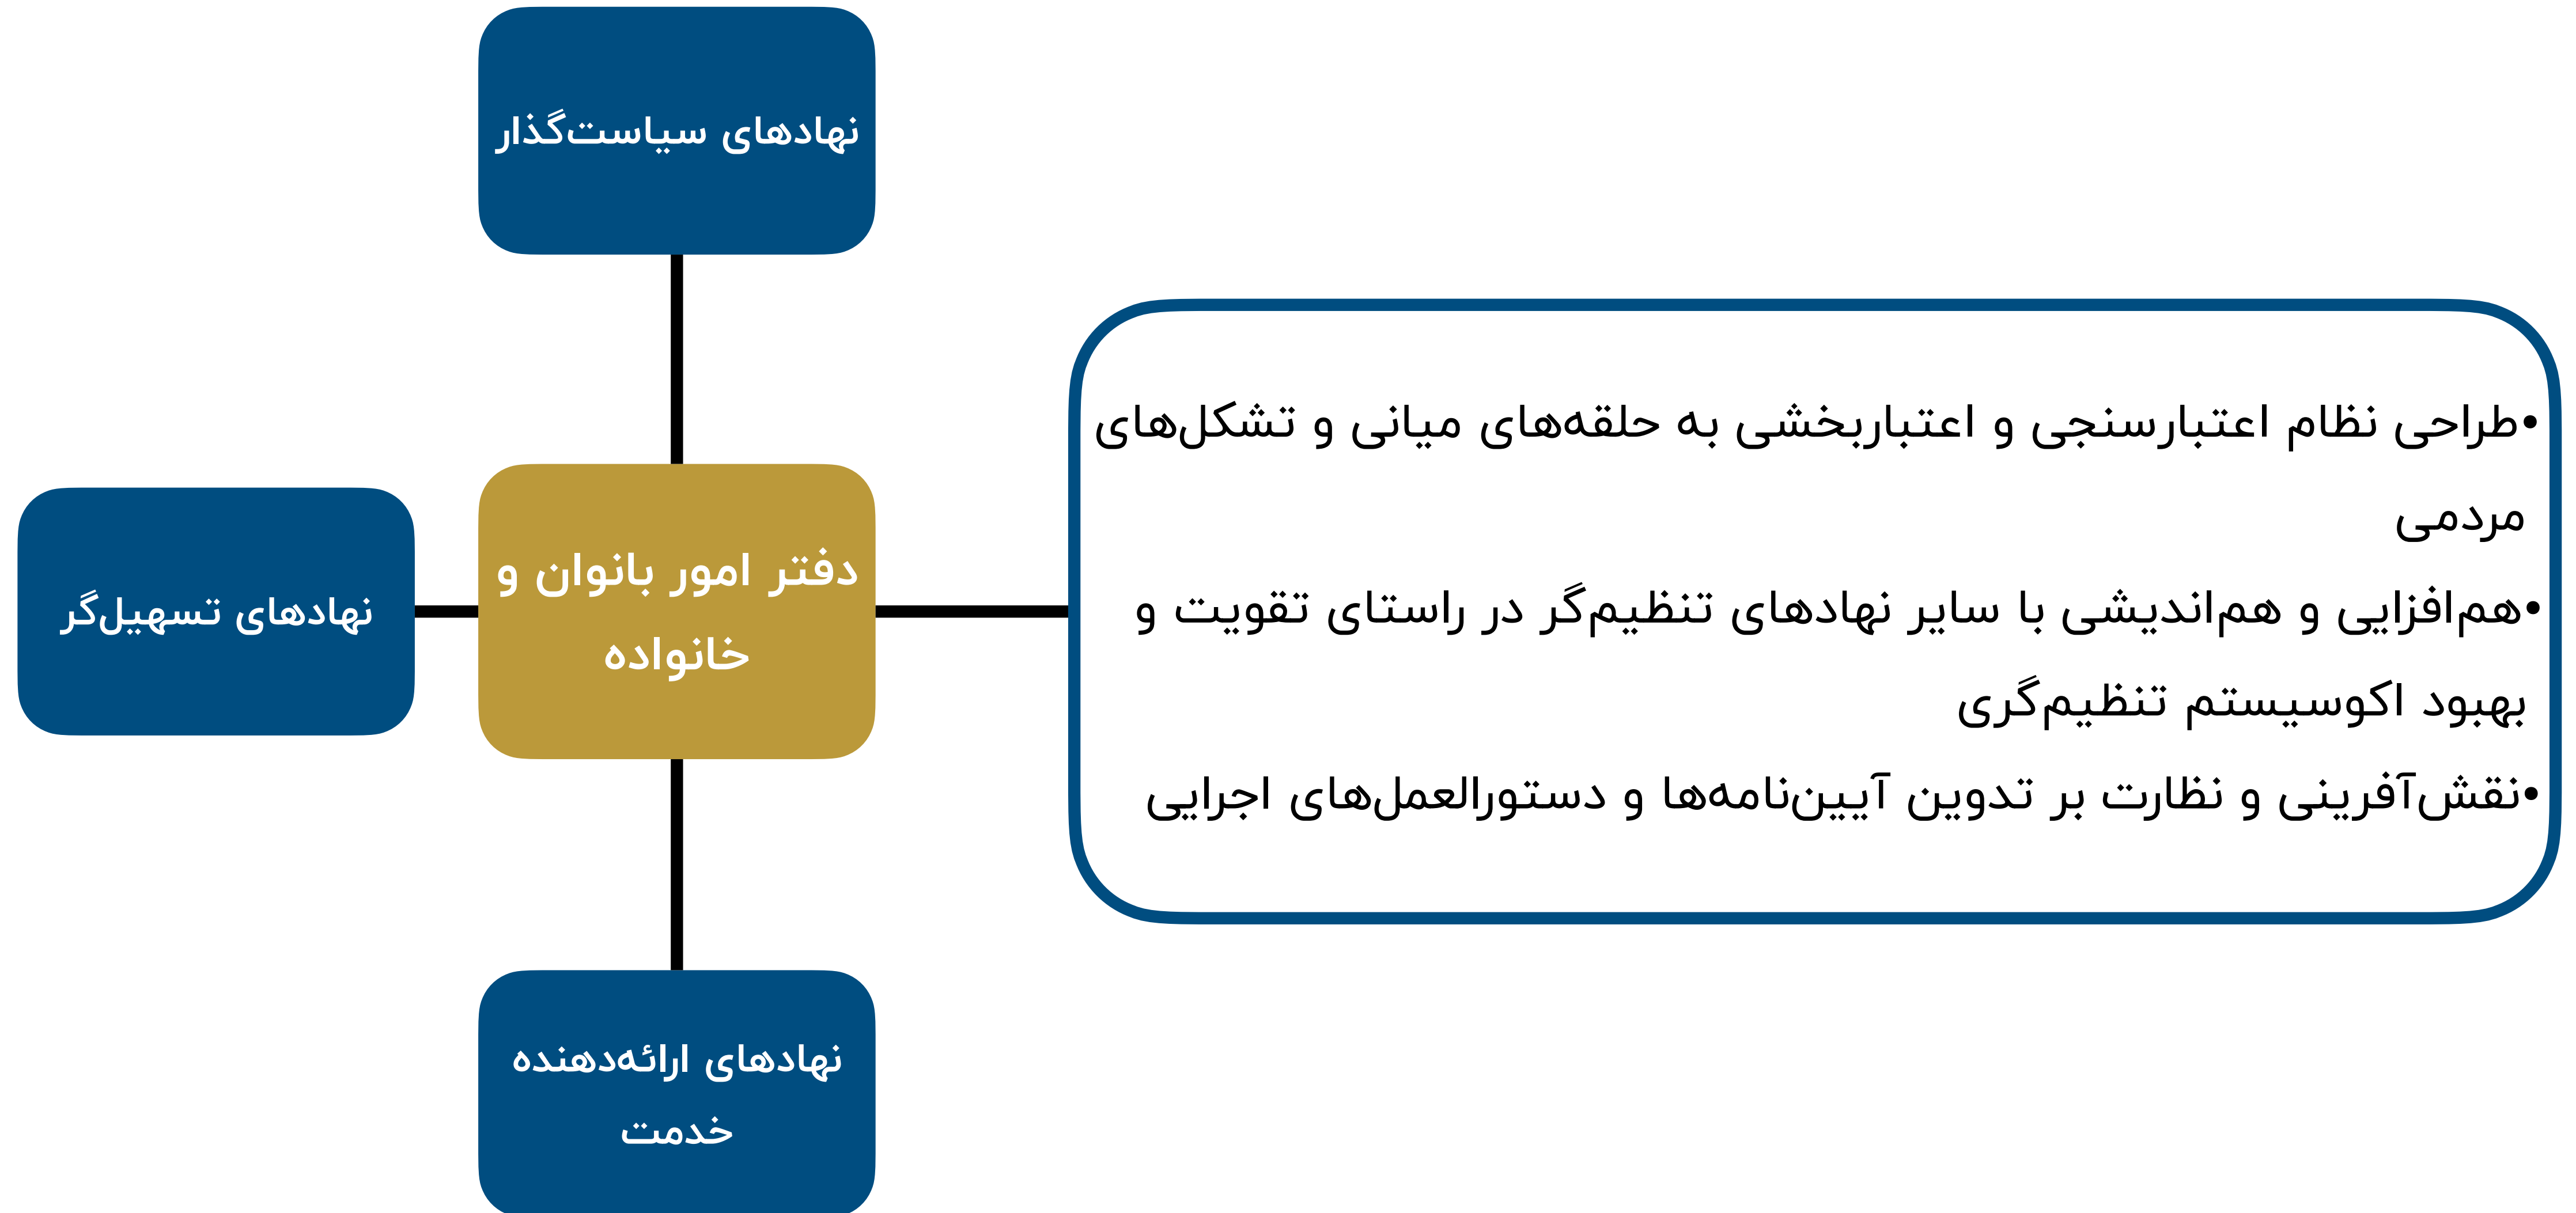 نهادهای سیاست‌گذار
•طراحی نظام اعتبارسنجی و اعتباربخشی به حلقه‌های میانی و تشکل‌های
مردمی
•هم‌افزایی و هم‌اندیشی با سایر نهادهای تنظیم‌گر در راستای تقویت و
بهبود اکوسیستم تنظیم‌گری
•نقش‌آفرینی و نظارت بر تدوین آیین‌نامه‌ها و دستورالعمل‌های اجرایی
دفتر امور بانوان و
خانواده
نهادهای تسهیل‌گر
نهادهای ارائه‌دهنده
خدمت